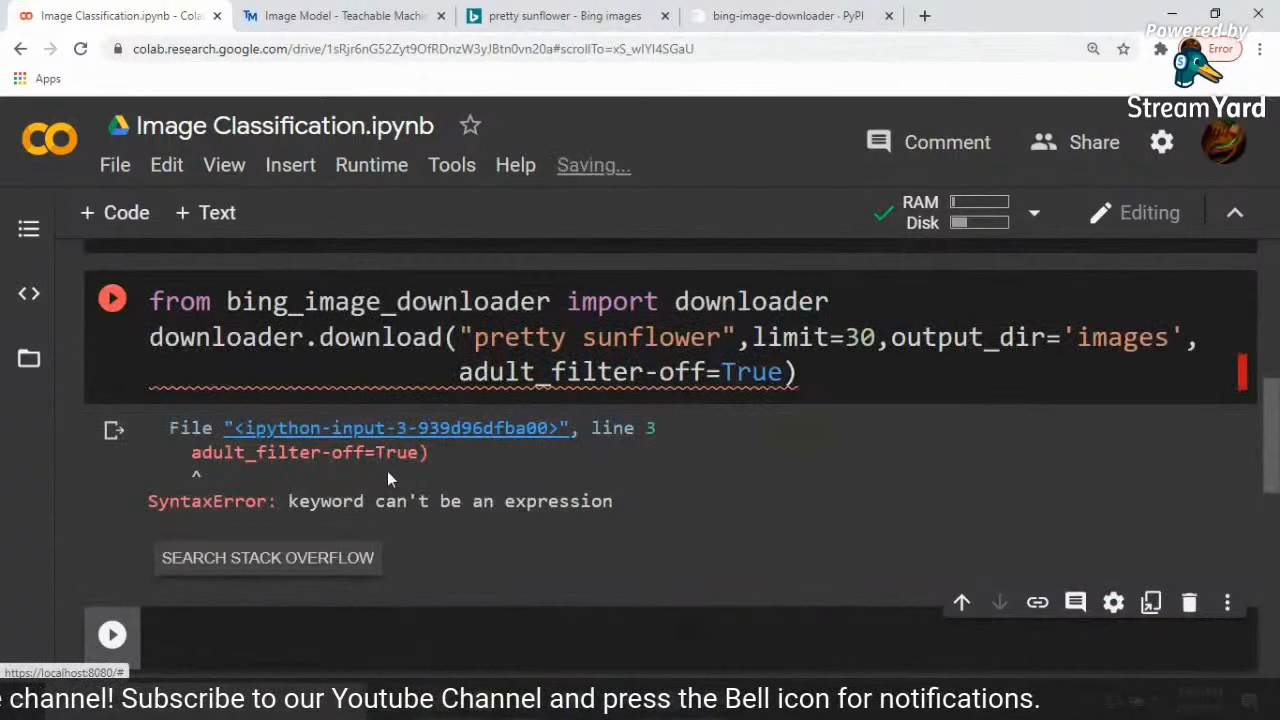 Image Classification.ipynb - Cola
Image Model - Teachable Machi
pretty sunflower - Bing images
bing-image-downloader · PyPI
colab.research.google.com/drive/1sRjr6nG52Zyt9OfRDnzW3yJBtn0vn20a#scrollTo=xS_wIYI4SGaU
Error
Apps
Powered by
StreamYard
Image Classification.ipynb
Comment
Share
File Edit View Insert Runtime Tools Help Saving...
+ Code + Text
RAM
Disk
Editing
from bing_image_downloader import downloader
downloader.download("pretty sunflower",limit=30,output_dir='images',
adult_filter-off=True)
File "<ipython-input-3-939d96dfba00>", line 3
adult_filter-off=True)
^
SyntaxError: keyword can't be an expression
SEARCH STACK OVERFLOW
https://localhost:8080/#
e channel! Subscribe to our Youtube Channel and press the Bell icon for notifications.